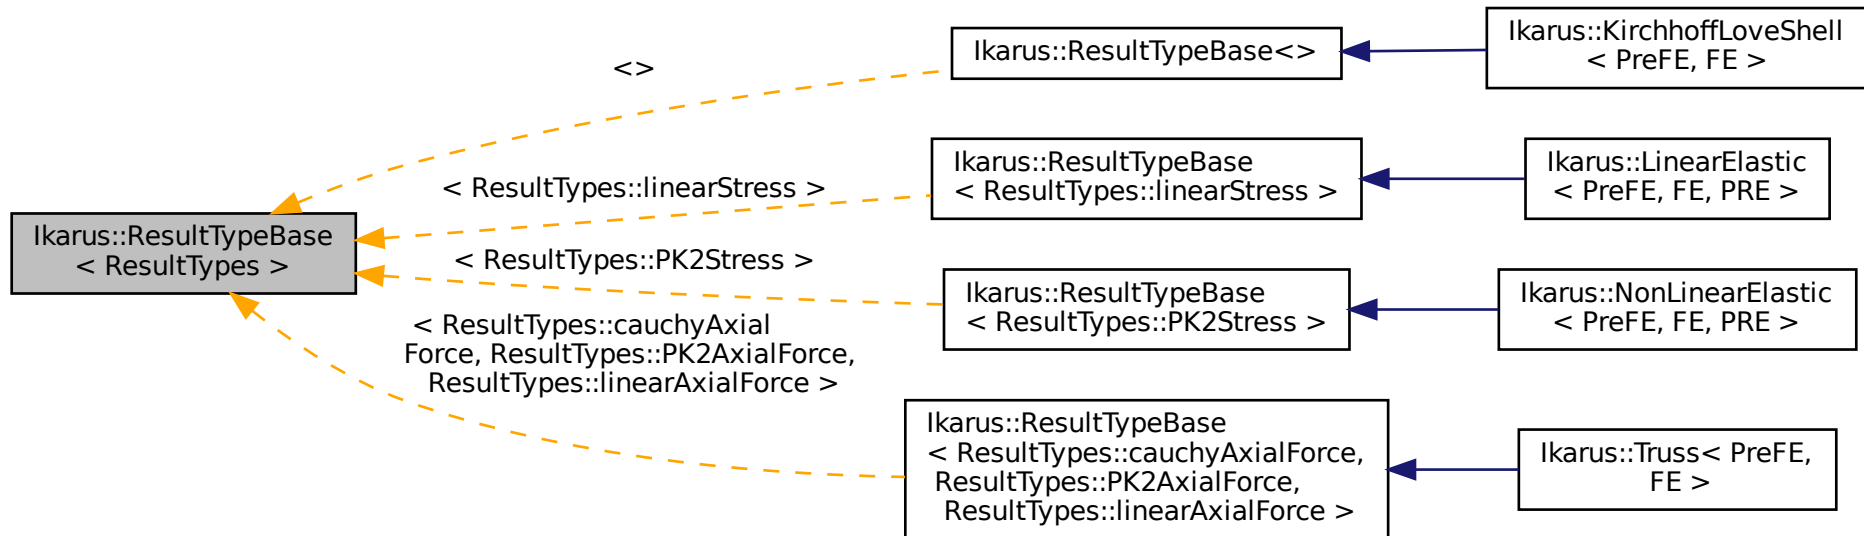 Ikarus::ResultTypeBase
< ResultTypes >
<>
< ResultTypes::linearStress >
< ResultTypes::PK2Stress >
< ResultTypes::cauchyAxial
Force, ResultTypes::PK2AxialForce,
ResultTypes::linearAxialForce >
Ikarus::ResultTypeBase<>
Ikarus::KirchhoffLoveShell
< PreFE, FE >
Ikarus::ResultTypeBase
< ResultTypes::linearStress >
Ikarus::LinearElastic
< PreFE, FE, PRE >
Ikarus::ResultTypeBase
< ResultTypes::PK2Stress >
Ikarus::NonLinearElastic
< PreFE, FE, PRE >
Ikarus::ResultTypeBase
< ResultTypes::cauchyAxialForce,
ResultTypes::PK2AxialForce,
ResultTypes::linearAxialForce >
Ikarus::Truss< PreFE,
FE >